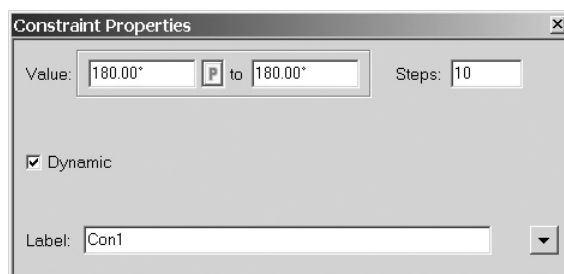 Constraint Properties
Value: 180.00° P to 180.00° Steps: 10
Dynamic
Label: Con1